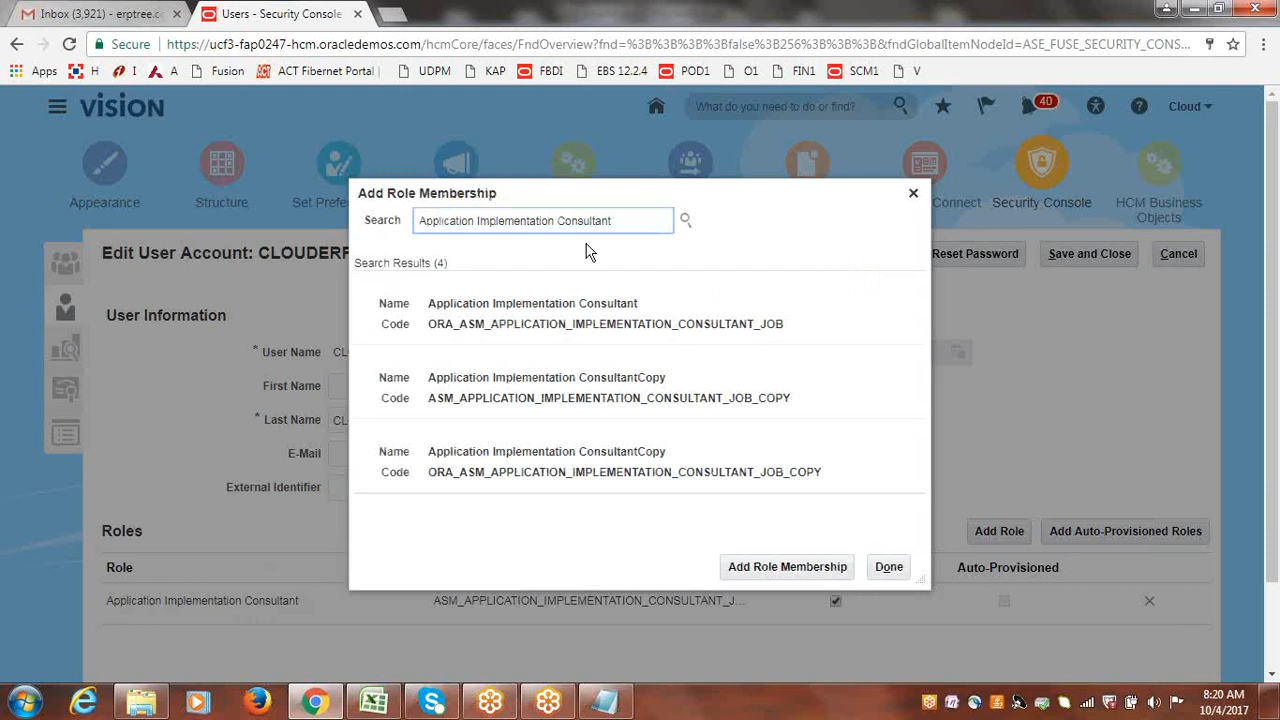 Inbox (3,921) - erptree.c
Users - Security Console
Secure
https://ucf3-fap0247-hcm.oracledemos.com/hcmCore/faces/FndOverview?fnd=%3B%3B%3B%3Bfalse%3B256%3B%3B%3B&fndGlobalItemNodeId=ASE_FUSE_SECURITY_CONS...
Apps
H
I
A
Fusion
ACT Fibernet Portal
UDPM
KAP
FBDI
EBS 12.2.4
POD1
O1
FIN1
SCM1
V
VISION
What do you need to do or find?
40
Cloud
Appearance
Structure
Set Prefe
Connect
Security Console
HCM Business
Objects
Add Role Membership
Search
Application Implementation Consultant
Search Results (4)
Name Application Implementation Consultant
Code ORA_ASM_APPLICATION_IMPLEMENTATION_CONSULTANT_JOB
Name Application Implementation ConsultantCopy
Code ASM_APPLICATION_IMPLEMENTATION_CONSULTANT_JOB_COPY
Name Application Implementation ConsultantCopy
Code ORA_ASM_APPLICATION_IMPLEMENTATION_CONSULTANT_JOB_COPY
Add Role Membership
Done
Edit User Account: CLOUDERP
Reset Password
Save and Close
Cancel
User Information
* User Name CL
First Name
* Last Name CL
E-Mail
External Identifier
Roles
Add Role
Add Auto-Provisioned Roles
Role
Auto-Provisioned
Application Implementation Consultant
ASM_APPLICATION_IMPLEMENTATION_CONSULTANT_J...
8:20 AM
10/4/2017